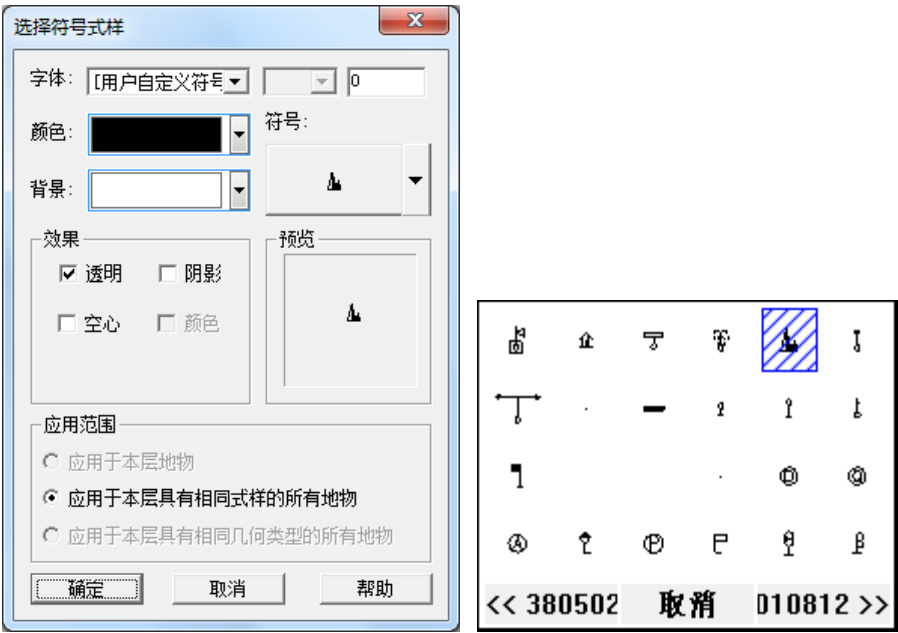 选择符号式样
字体: [用户自定义符号 0
颜色: 符号:
背景:
效果 预览
透明 阴影
空心 颜色
应用范围
应用于本层地物
应用于本层具有相同式样的所有地物
应用于本层具有相同几何类型的所有地物
确定 取消 帮助
<< 380502 取消 010812 >>